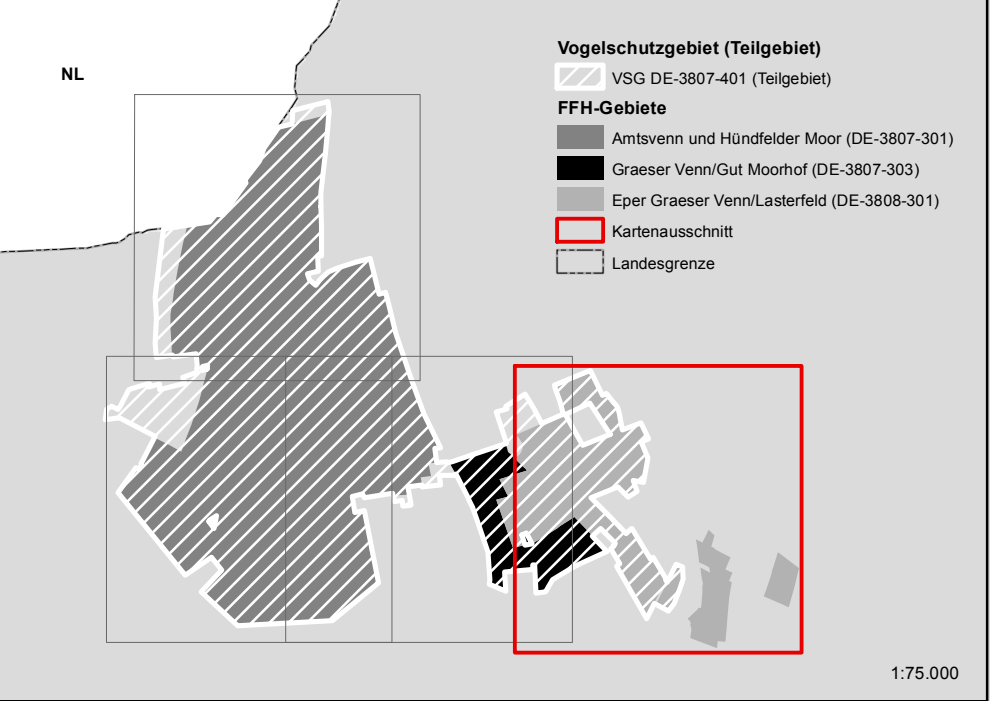 NL
Vogelschutzgebiet (Teilgebiet)
VSG DE-3807-401 (Teilgebiet)
FFH-Gebiete
Amtsvenn und Hündfelder Moor (DE-3807-301)
Graeser Venn/Gut Moorhof (DE-3807-303)
Eper Graeser Venn/Lasterfeld (DE-3808-301)
Kartenausschnitt
Landesgrenze
1:75.000